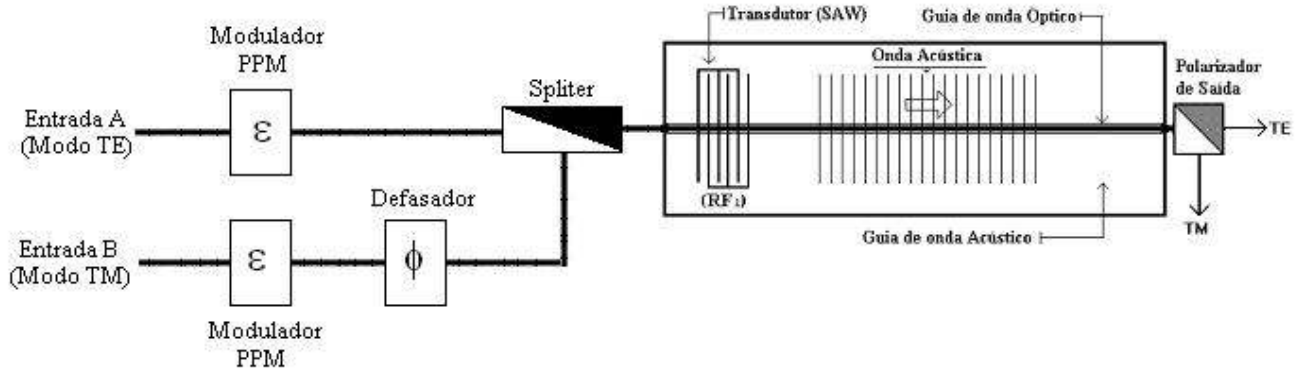 Modulador
PPM
Entrada A
(Modo TE)
ε
Spliter
Entrada B
(Modo TM)
ε
Defasador
ϕ
Modulador
PPM
Transdutor (SAW)
Guia de onda Óptico
Onda Acústica
(RF₁)
Guia de onda Acústico
Polarizador
de Saída
TE
TM